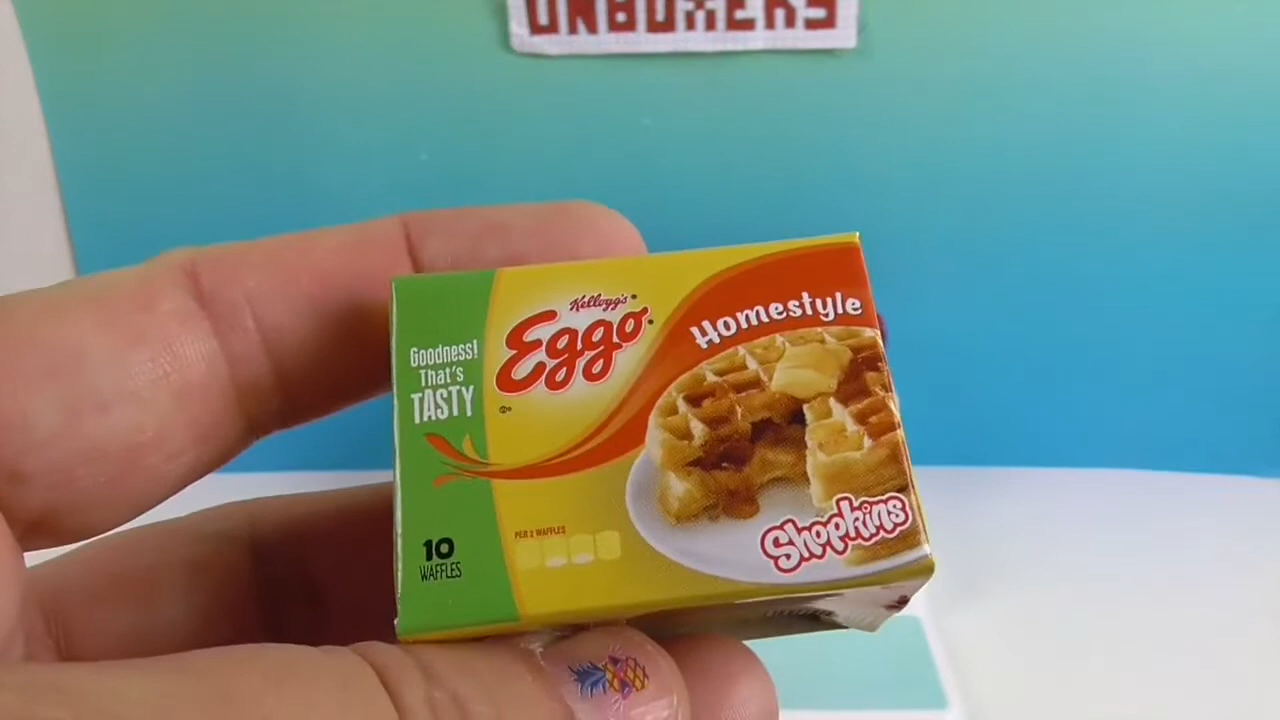 UNBOXERS
Goodness!
That's
TASTY
Kellogg's
Eggo
Homestyle
PER 2 WAFFLES
10
WAFFLES
Shopkins